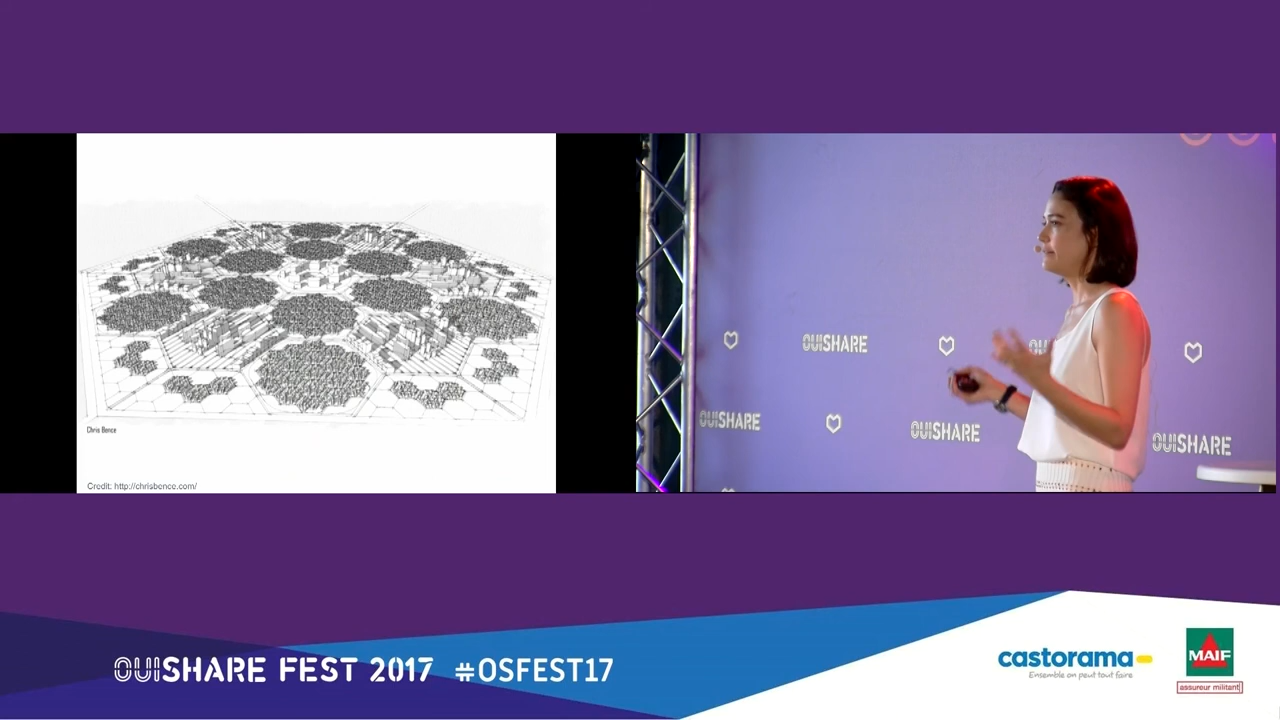 Chris Bence
Credit: http://chrisbence.com/
OUISHARE
OU
OUISHARE
OUISHARE
OUISHARE
OUISHARE FEST 2017 #OSFEST17
castorama
Ensemble on peut tout faire
MAIF
assureur militant